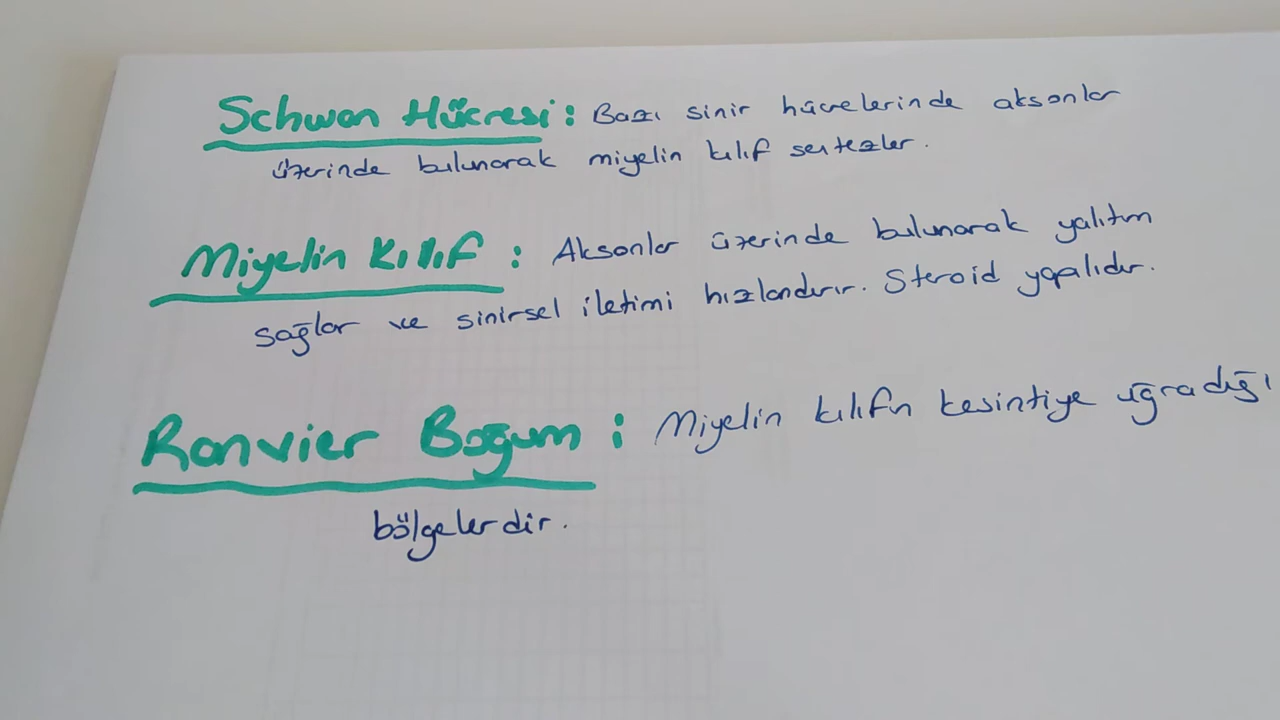 Schwan Hücresi: Bazı sinir hücrelerinde aksonlar
üzerinde bulunarak miyelin kılıf sentezler.
Miyelin Kılıf: Aksonlar üzerinde bulunarak yalıtım
sağlar ve sinirsel iletimi hızlandırır. Steroid yapılıdır.
Ranvier Boğum: Miyelin kılıfın kesintiye uğradığı
bölgelerdir.